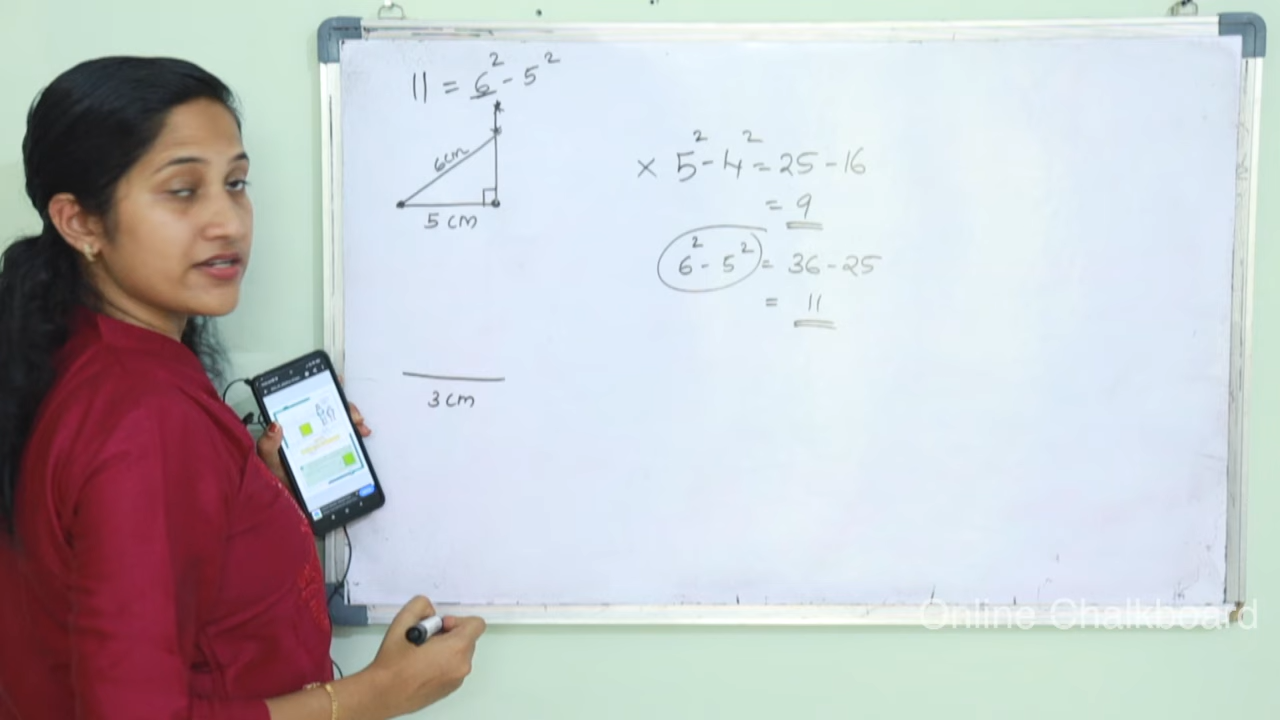 11 = 6² - 5²
6cm
5 cm
3 cm
× 5² - 4² = 25 - 16
= 9
6² - 5² = 36 - 25
= 11
Online Chalkboard